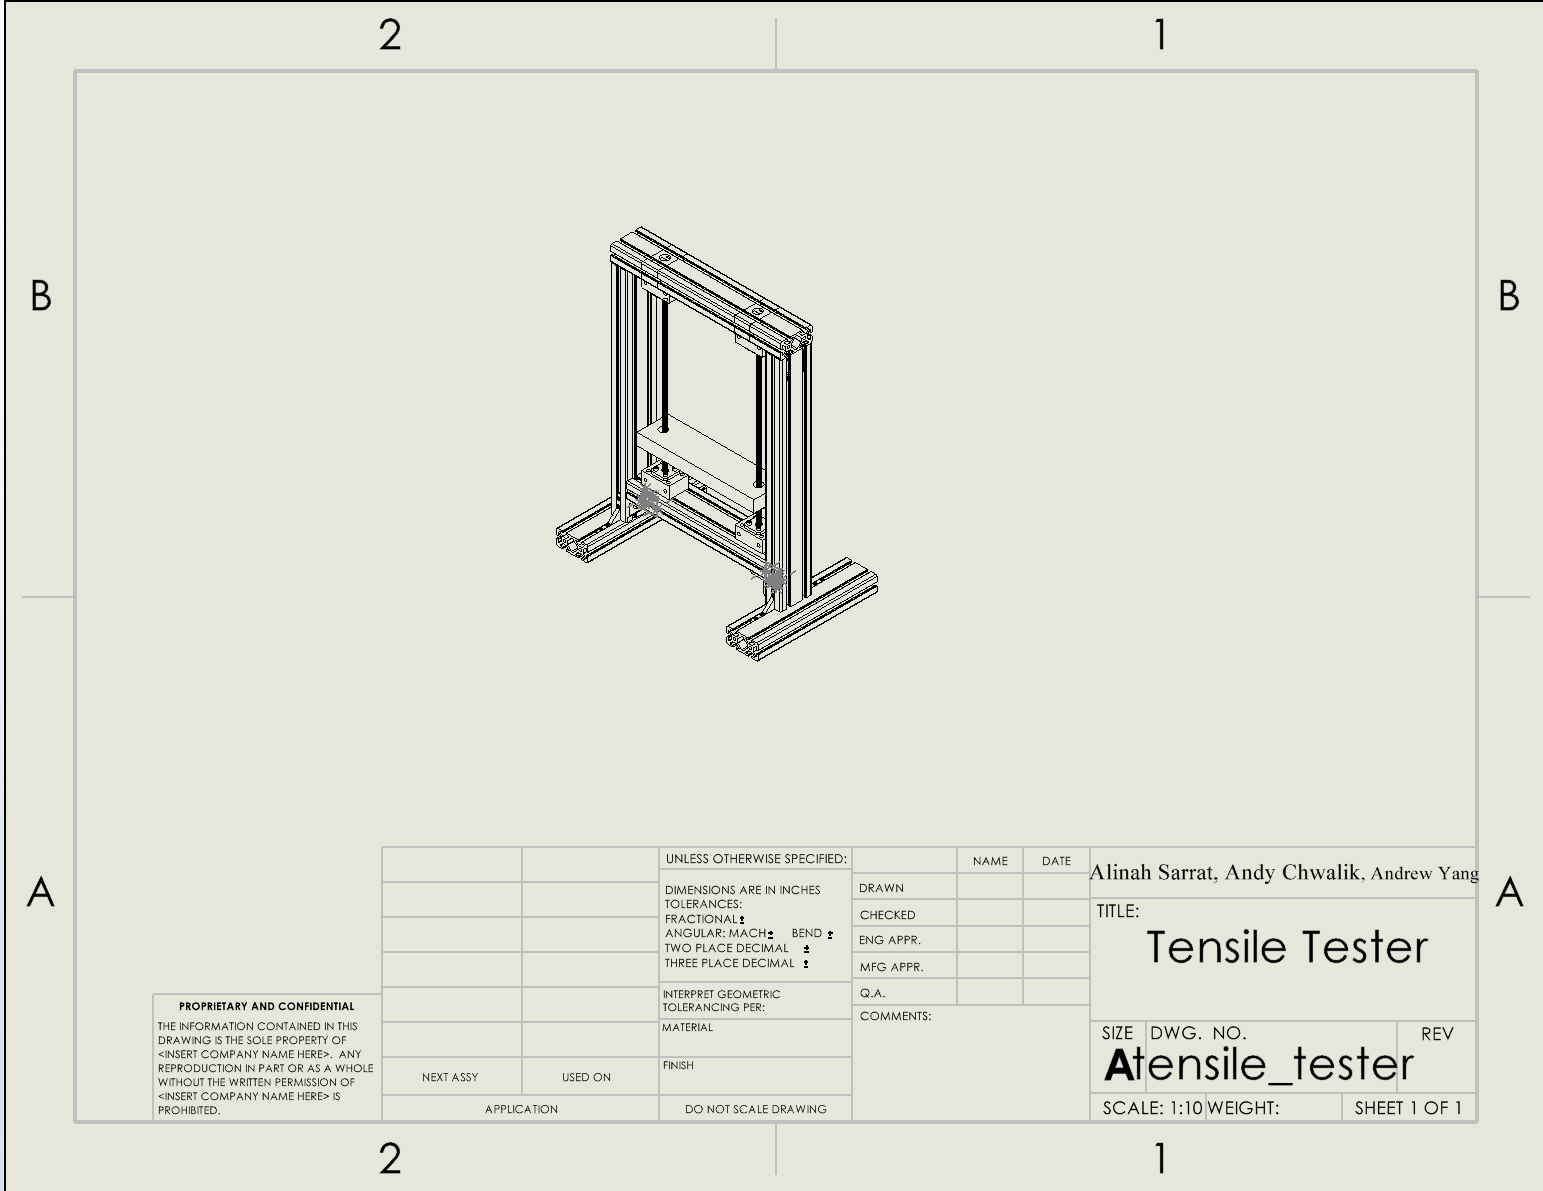 2
1
B
B
A
A
UNLESS OTHERWISE SPECIFIED:
DIMENSIONS ARE IN INCHES
TOLERANCES:
FRACTIONAL ±
ANGULAR: MACH ± BEND ±
TWO PLACE DECIMAL ±
THREE PLACE DECIMAL ±
INTERPRET GEOMETRIC
TOLERANCING PER:
MATERIAL
FINISH
DO NOT SCALE DRAWING
NAME
DATE
DRAWN
CHECKED
ENG APPR.
MFG APPR.
Q.A.
COMMENTS:
Alinah Sarrat, Andy Chwalik, Andrew Yang
TITLE:
Tensile Tester
SIZE
DWG. NO.
REV
A
tensile_tester
SCALE: 1:10
WEIGHT:
SHEET 1 OF 1
PROPRIETARY AND CONFIDENTIAL
THE INFORMATION CONTAINED IN THIS
DRAWING IS THE SOLE PROPERTY OF
<INSERT COMPANY NAME HERE>. ANY
REPRODUCTION IN PART OR AS A WHOLE
WITHOUT THE WRITTEN PERMISSION OF
<INSERT COMPANY NAME HERE> IS
PROHIBITED.
NEXT ASSY
USED ON
APPLICATION
2
1